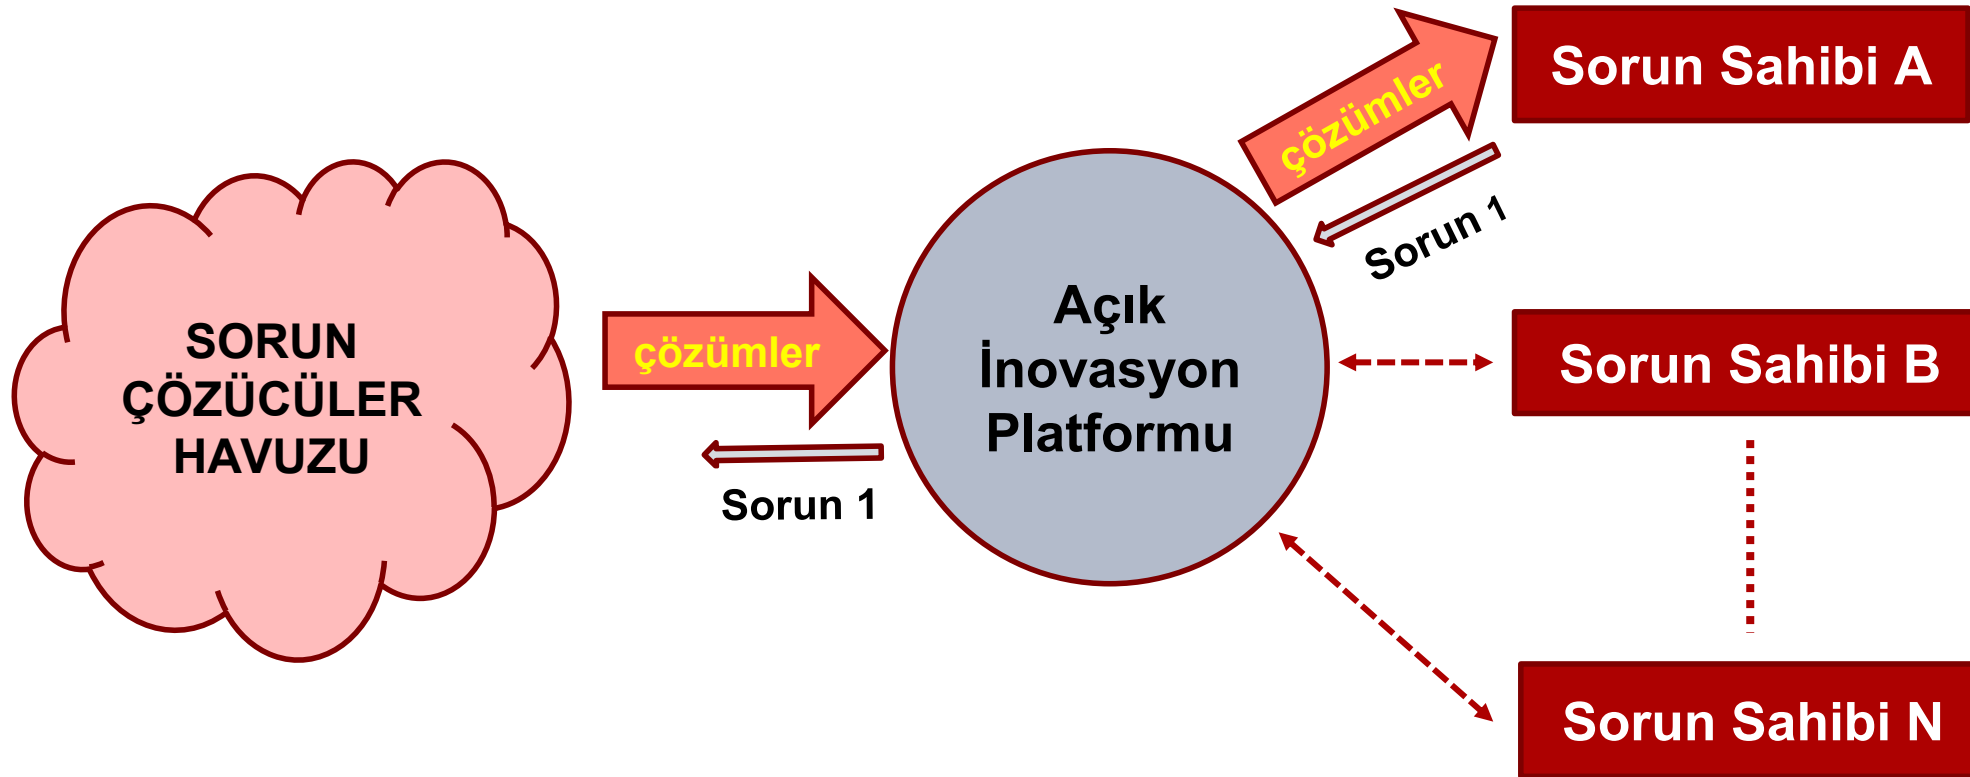 SORUN
ÇÖZÜCÜLER
HAVUZU
çözümler
Sorun 1
Açık
İnovasyon
Platformu
çözümler
Sorun 1
Sorun Sahibi A
Sorun Sahibi B
Sorun Sahibi N